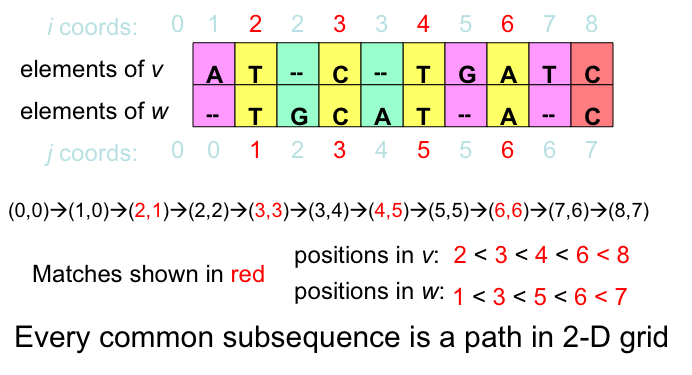 i coords: 0 1 2 2 3 3 4 5 6 7 8
elements of v A T -- C -- T G A T C
elements of w -- T G C A T -- A -- C
j coords: 0 0 1 2 3 4 5 5 6 6 7
(0,0)→(1,0)→(2,1)→(2,2)→(3,3)→(3,4)→(4,5)→(5,5)→(6,6)→(7,6)→(8,7)
Matches shown in red
positions in v: 2 < 3 < 4 < 6 < 8
positions in w: 1 < 3 < 5 < 6 < 7
Every common subsequence is a path in 2-D grid